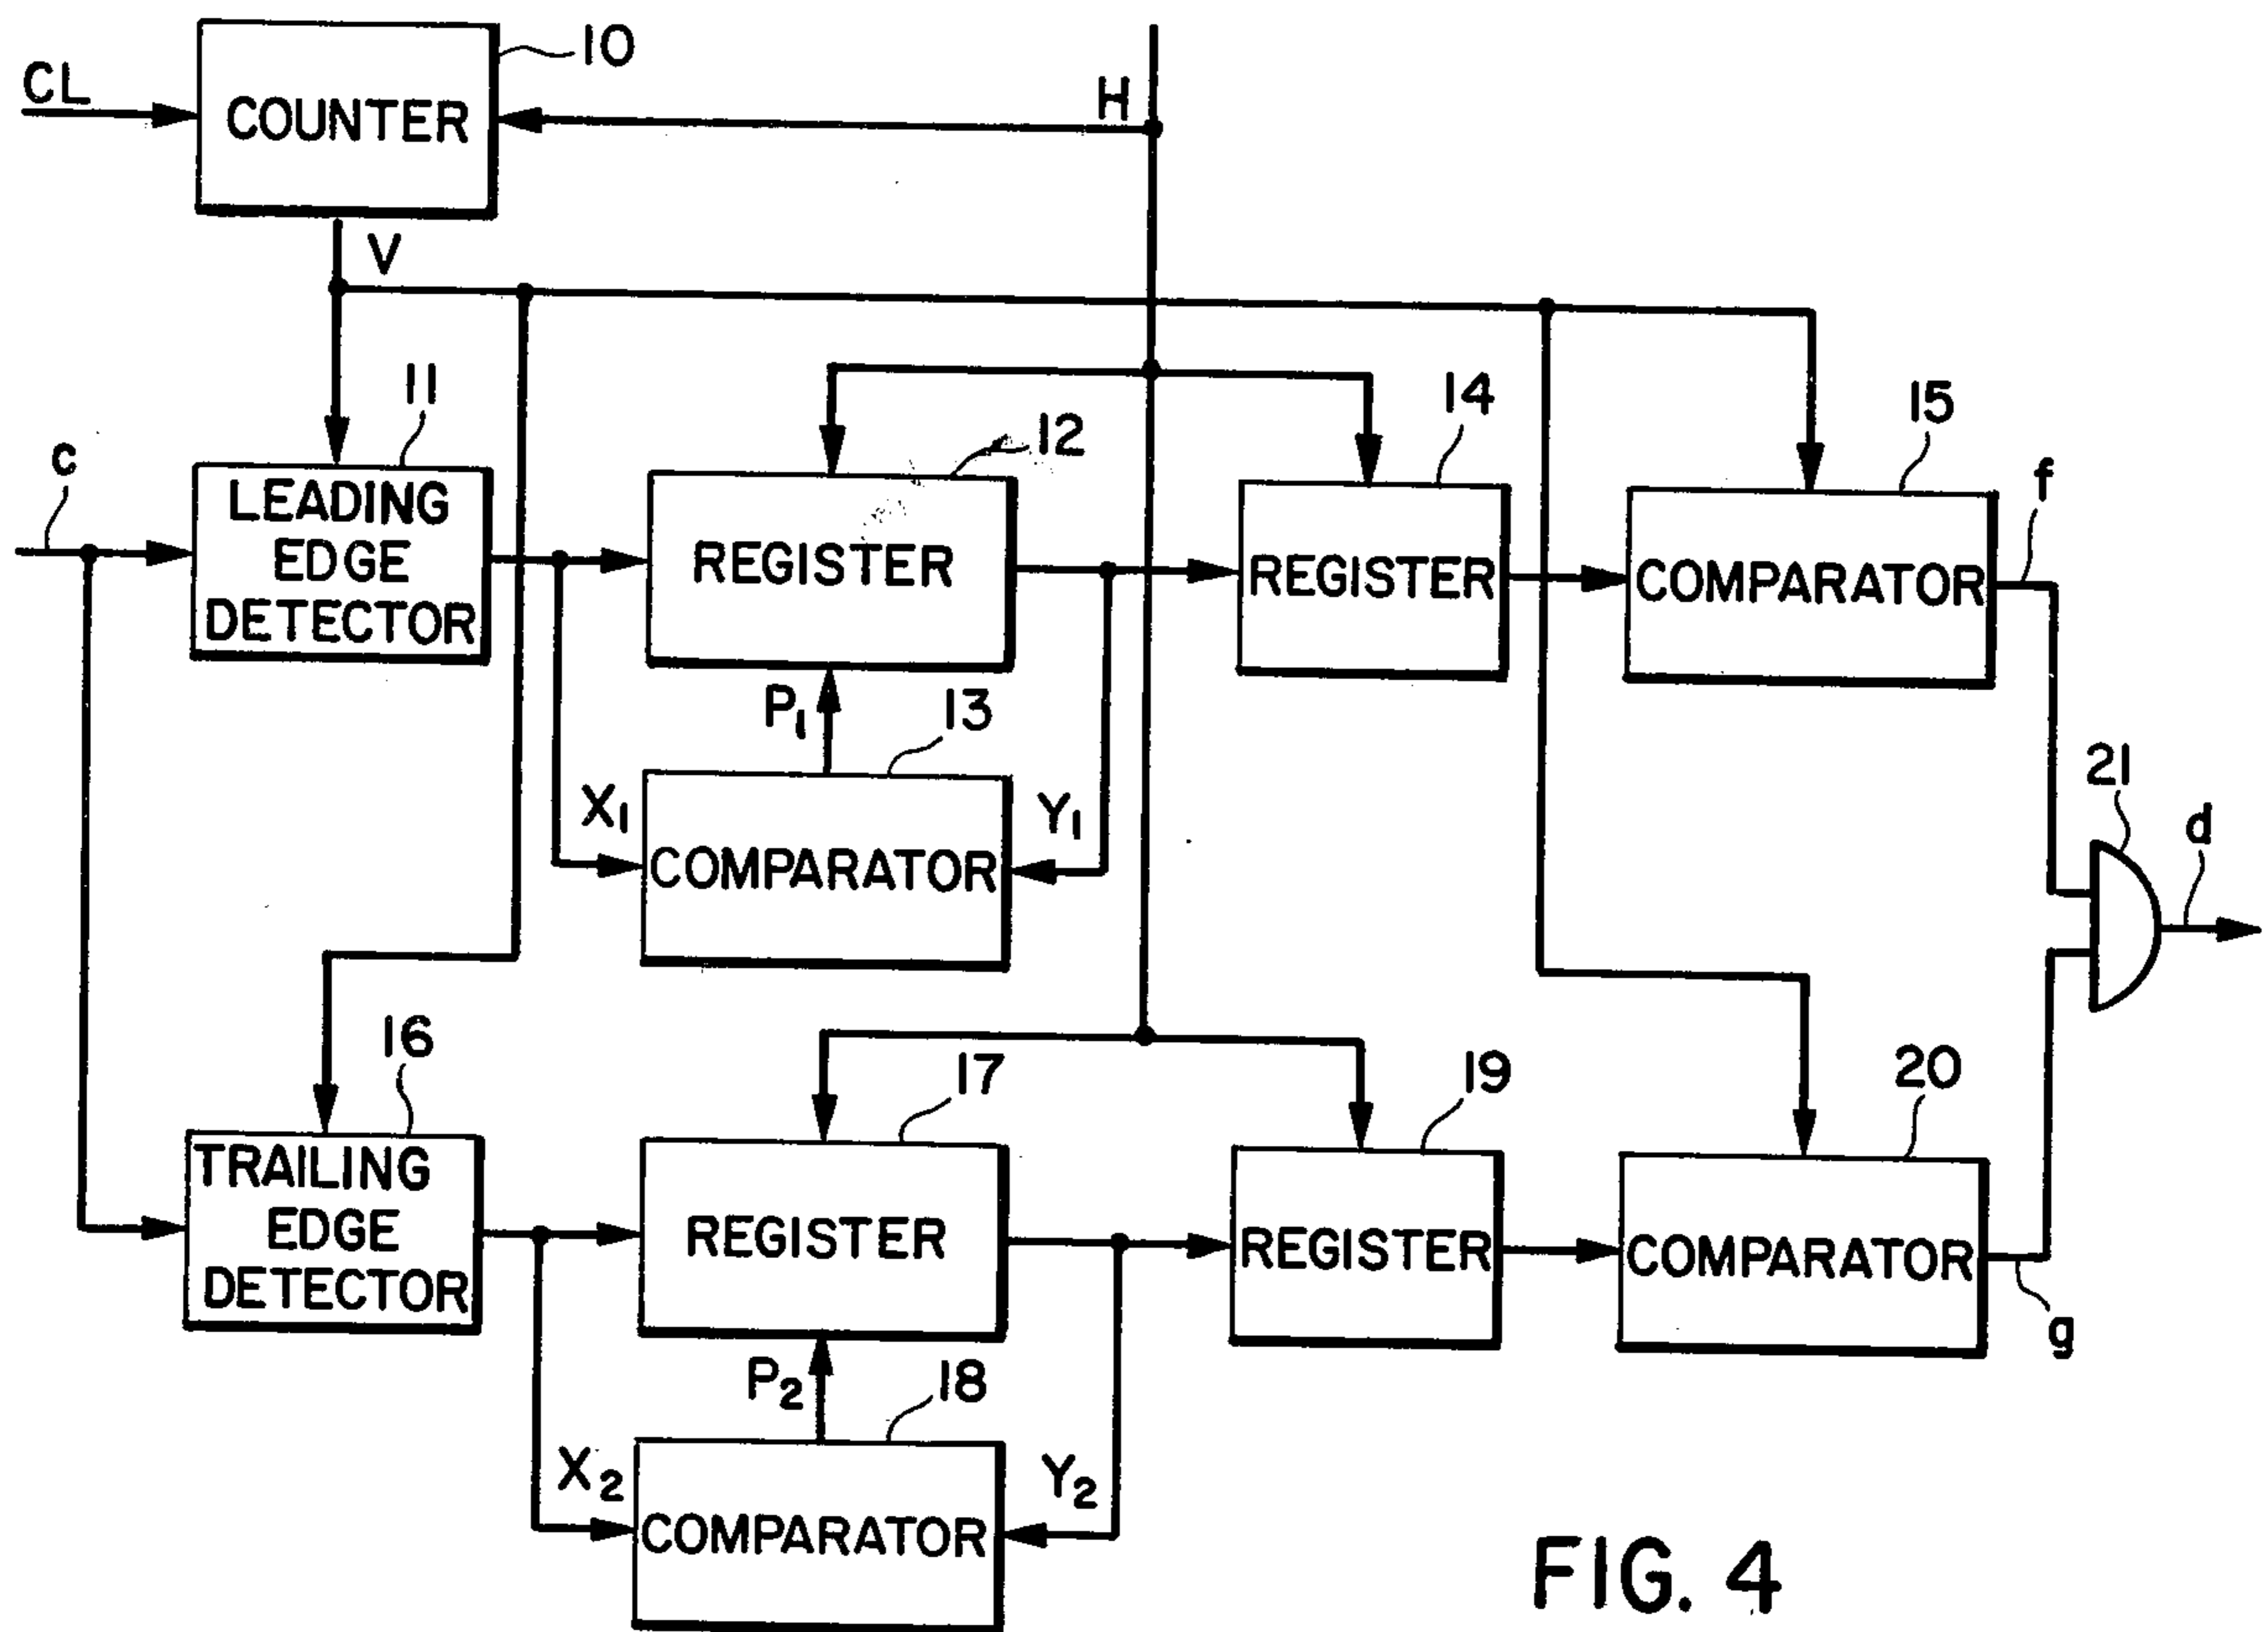 10
CL
COUNTER
H
V
11
12
14
15
c
f
LEADING
EDGE
DETECTOR
REGISTER
REGISTER
COMPARATOR
P1
13
21
X1
Y1
d
COMPARATOR
16
17
19
20
TRAILING
EDGE
DETECTOR
REGISTER
REGISTER
COMPARATOR
g
P2
18
X2
Y2
COMPARATOR
FIG. 4